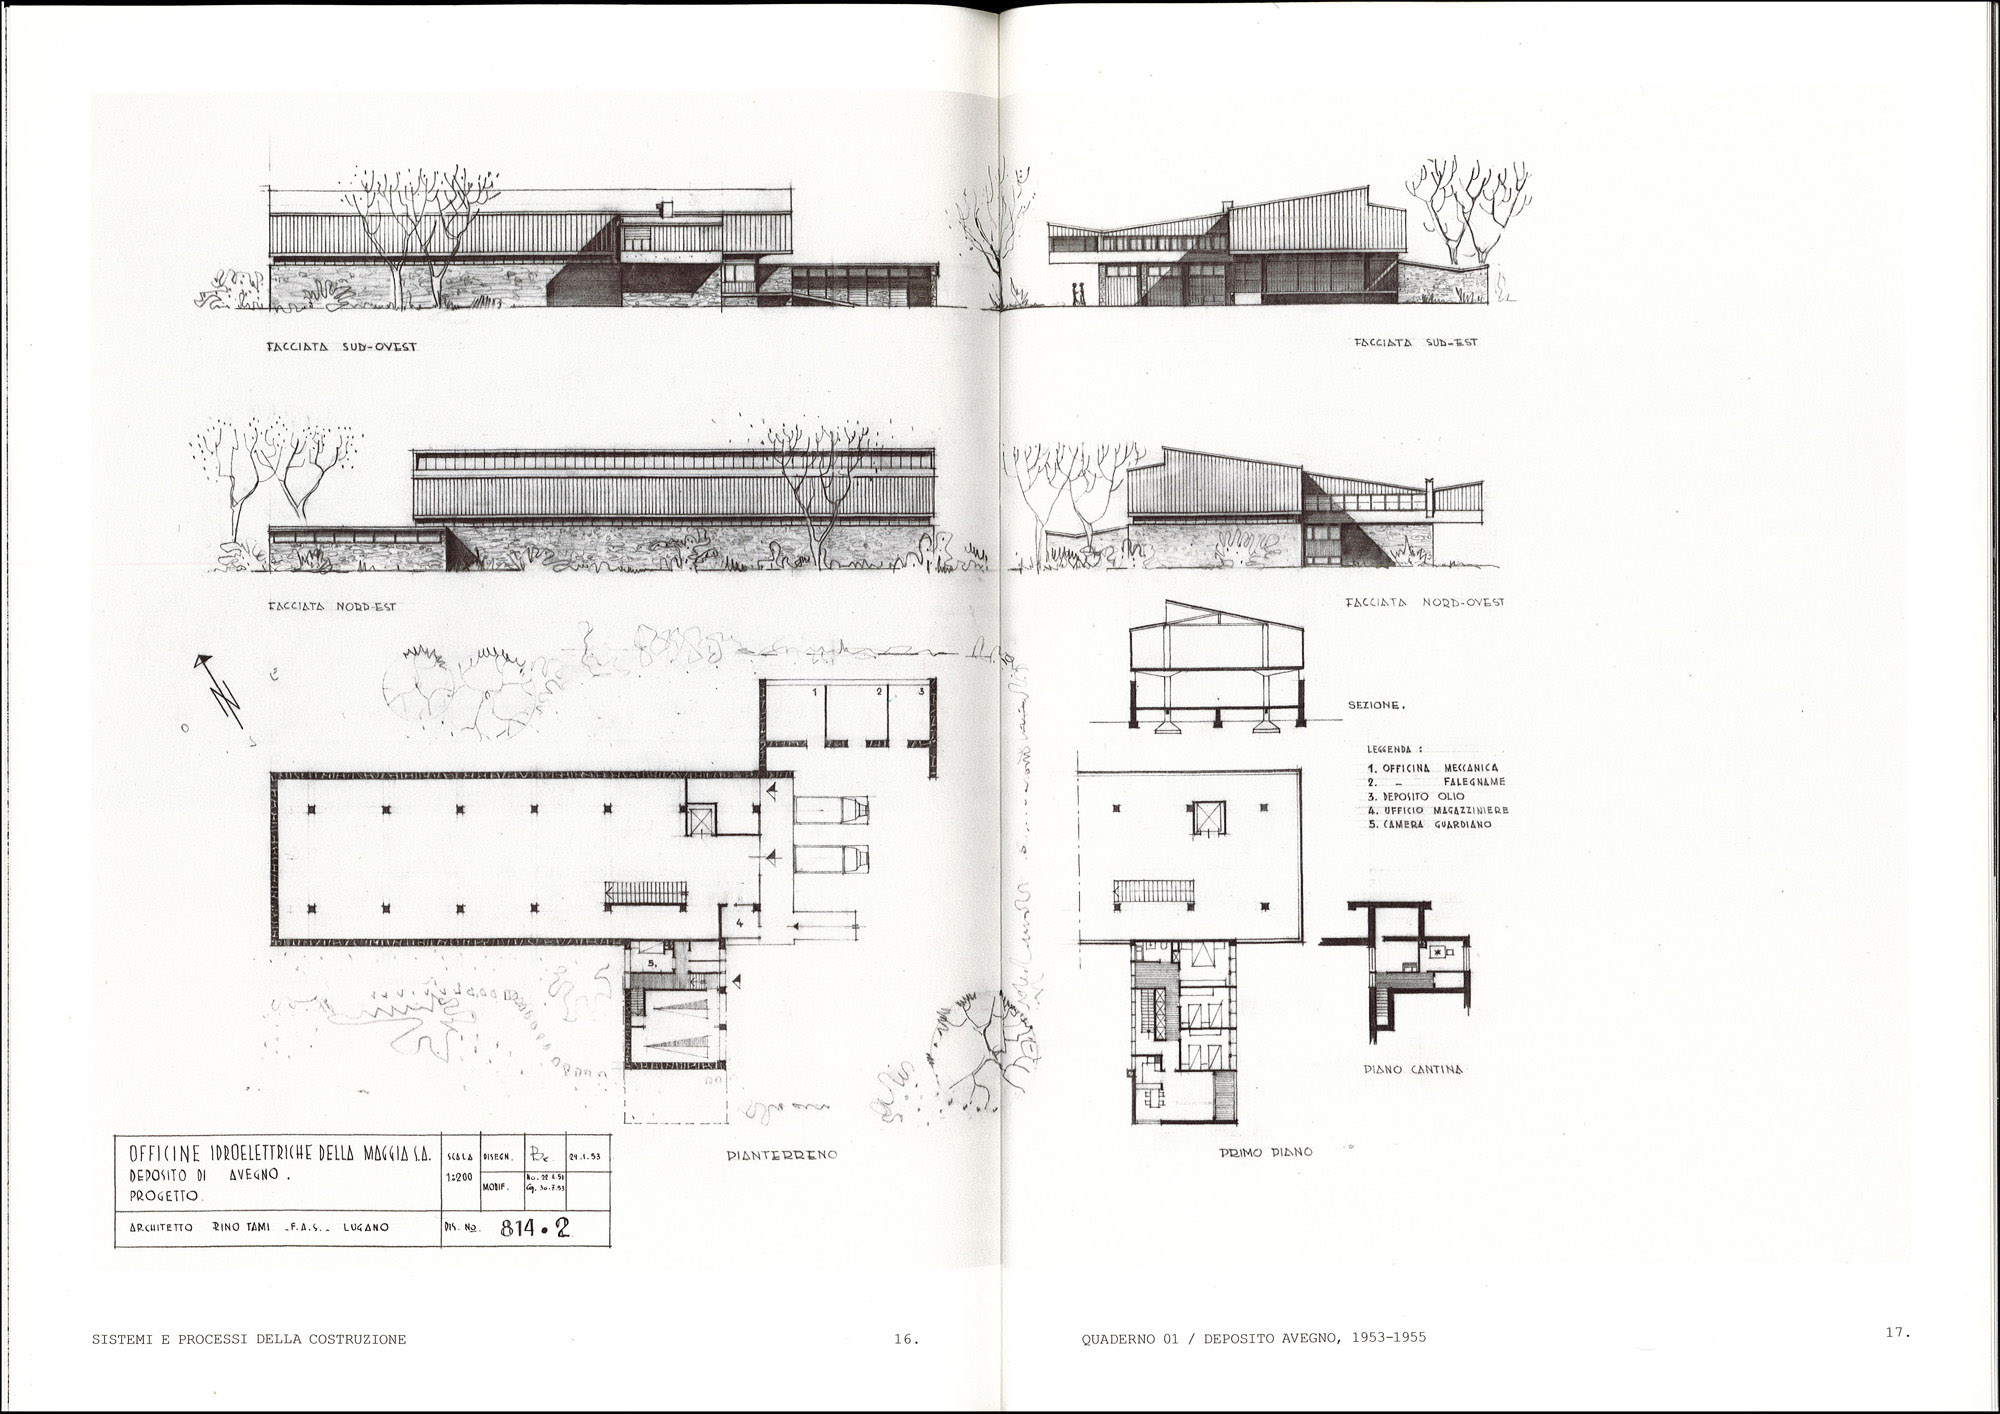 FACCIATA SUD-OVEST
FACCIATA SUD-EST
FACCIATA NORD-EST
FACCIATA NORD-OVEST
N
1 2 3
SEZIONE.
LEGGENDA :
1. OFFICINA MECCANICA
2. — FALEGNAME
3. DEPOSITO OLIO
4. UFFICIO MAGAZZINIERE
5. CAMERA GUARDIANO
4
5.
PIANTERRENO
PRIMO PIANO
PIANO CANTINA
OFFICINE IDROELETTRICHE DELLA MAGGIA S.A.
DEPOSITO DI AVEGNO.
PROGETTO.
ARCHITETTO RINO TAMI _F.A.S._ LUGANO
SCALA
1:200
DISEGN.
29.1.53
MODIF.
DIS. No. 814.2
SISTEMI E PROCESSI DELLA COSTRUZIONE
16.
QUADERNO 01 / DEPOSITO AVEGNO, 1953-1955
17.